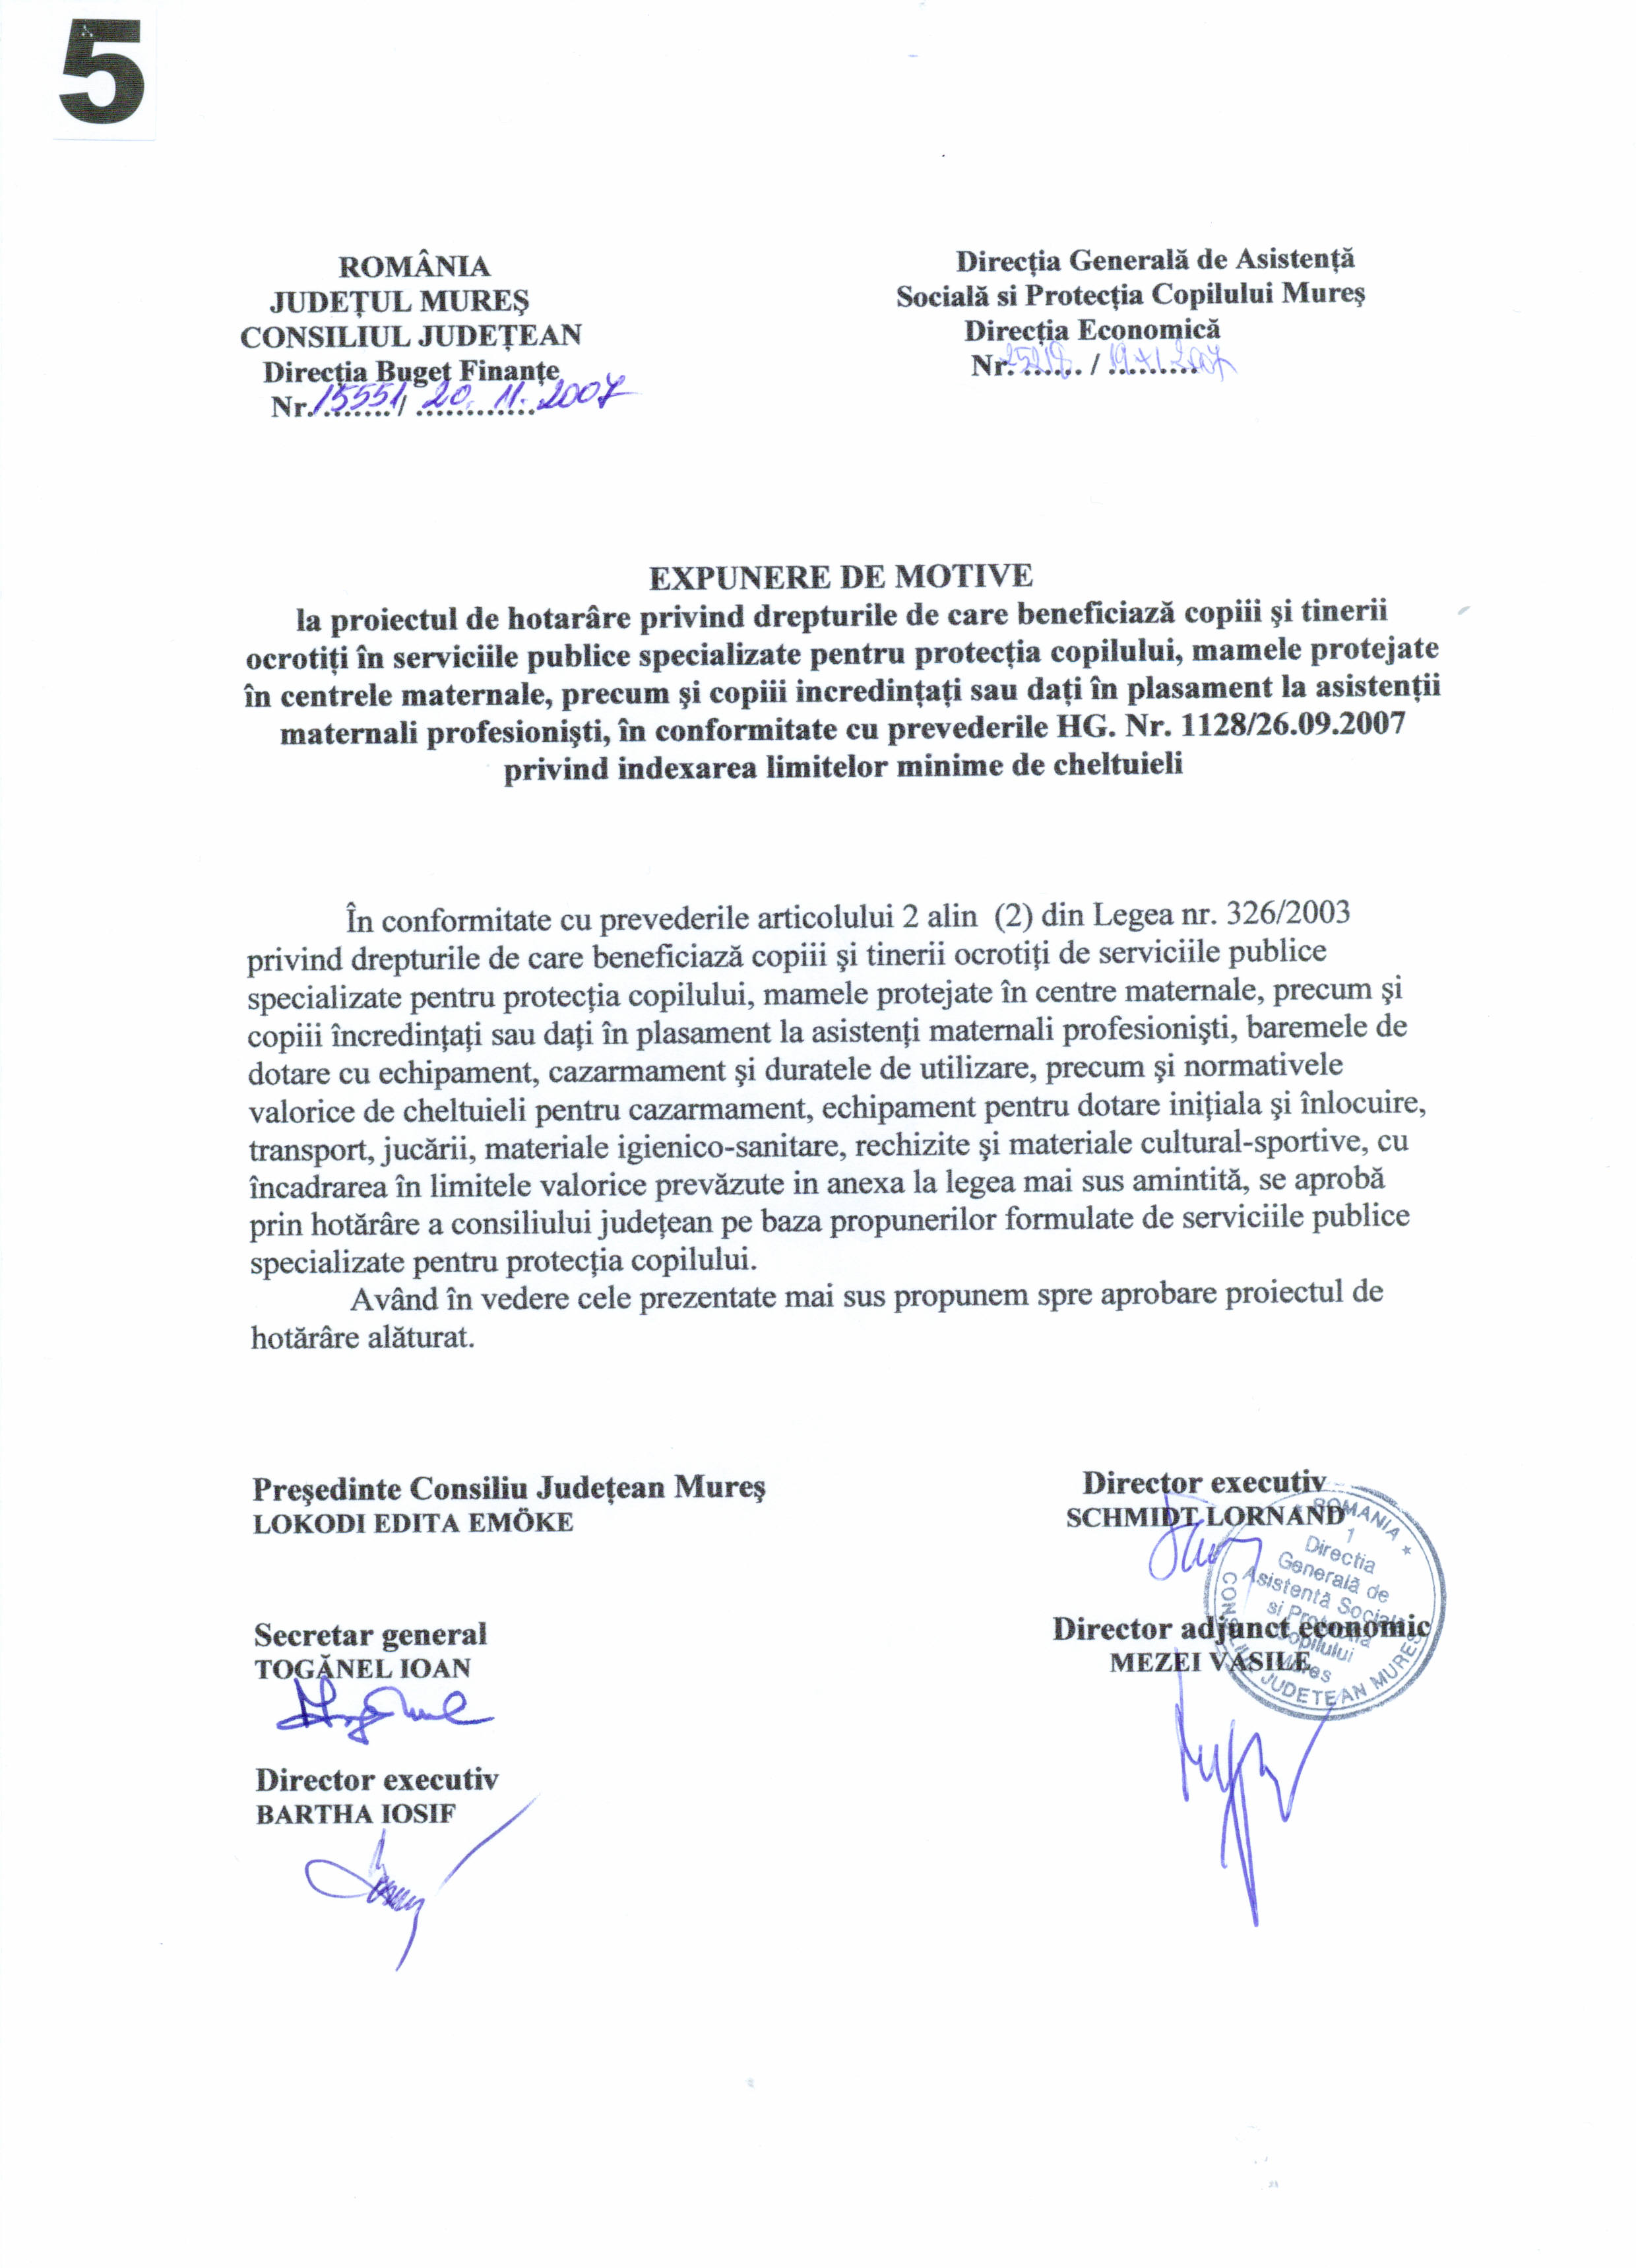 5
ROMÂNIA
JUDEŢUL MUREŞ
CONSILIUL JUDEŢEAN
Direcţia Buget Finanţe
Nr. 15551 / 20. 11. 2007
Direcţia Generală de Asistenţă
Socială si Protecţia Copilului Mureş
Direcţia Economică
Nr. / 19 XI 2007
EXPUNERE DE MOTIVE
la proiectul de hotarâre privind drepturile de care beneficiază copiii şi tinerii
ocrotiţi în serviciile publice specializate pentru protecţia copilului, mamele protejate
în centrele maternale, precum şi copiii incredinţaţi sau daţi în plasament la asistenţii
maternali profesionişti, în conformitate cu prevederile HG. Nr. 1128/26.09.2007
privind indexarea limitelor minime de cheltuieli
În conformitate cu prevederile articolului 2 alin (2) din Legea nr. 326/2003
privind drepturile de care beneficiază copiii şi tinerii ocrotiţi de serviciile publice
specializate pentru protecţia copilului, mamele protejate în centre maternale, precum şi
copiii încredinţaţi sau daţi în plasament la asistenţi maternali profesionişti, baremele de
dotare cu echipament, cazarmament şi duratele de utilizare, precum şi normativele
valorice de cheltuieli pentru cazarmament, echipament pentru dotare iniţiala şi înlocuire,
transport, jucării, materiale igienico-sanitare, rechizite şi materiale cultural-sportive, cu
încadrarea în limitele valorice prevăzute in anexa la legea mai sus amintită, se aprobă
prin hotărâre a consiliului judeţean pe baza propunerilor formulate de serviciile publice
specializate pentru protecţia copilului.
Având în vedere cele prezentate mai sus propunem spre aprobare proiectul de
hotărâre alăturat.
Preşedinte Consiliu Judeţean Mureş
LOKODI EDITA EMÖKE
Secretar general
TOGĂNEL IOAN
Director executiv
BARTHA IOSIF
Director executiv
SCHMIDT LORNAND
Director adjunct economic
MEZEI VASILE
* ROMANIA *
CONSILIUL JUDETEAN MURES
1
Directia
Generală de
Asistentă Socială
si Protectia
Copilului
Mures